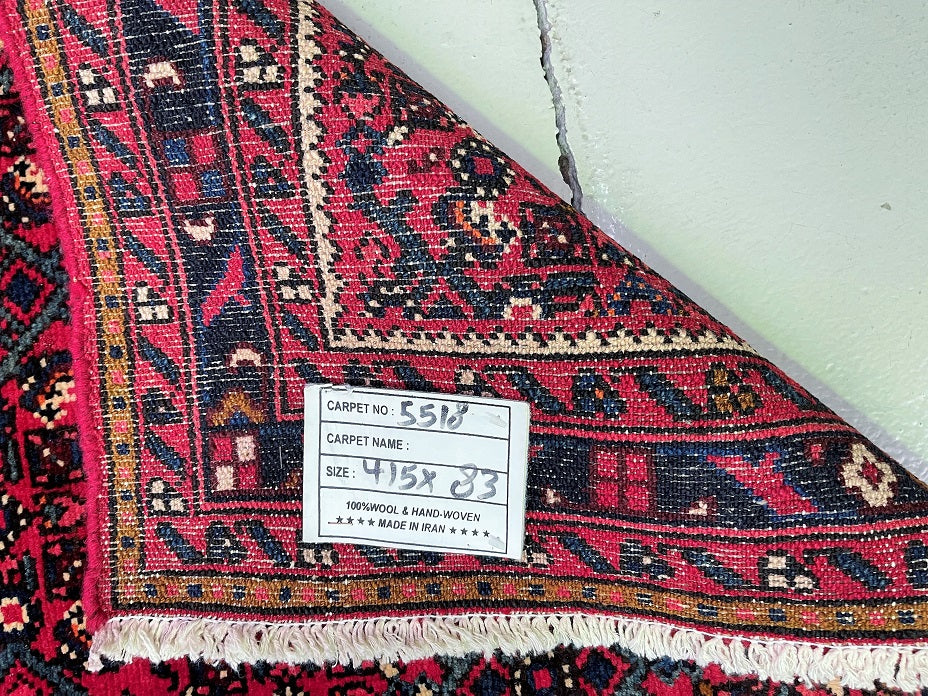 CARPET NO : 5518
CARPET NAME :
SIZE : 415x 83
100%WOOL & HAND-WOVEN
★★★★ MADE IN IRAN ★★★★